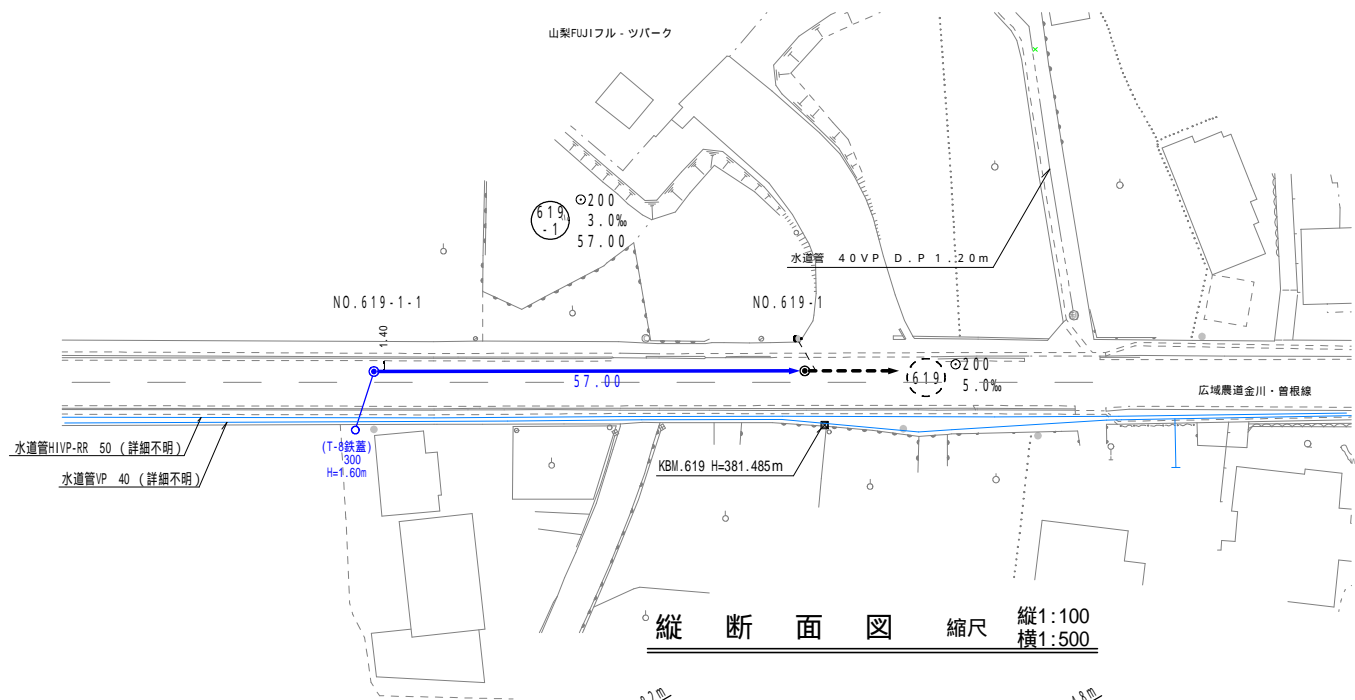 山梨FUJIフル-ツパーク
619
-1
⊙200
3.0‰
57.00
水道管 40VP D.P 1.20m
NO.619-1-1
NO.619-1
1.40
57.00
619
⊙200
5.0‰
広域農道金川・曽根線
水道管HIVP-RR 50 (詳細不明)
水道管VP 40 (詳細不明)
(T-8鉄蓋)
300
H=1.60m
KBM.619 H=381.485m
縦断面図 縮尺 縦1:100
横1:500